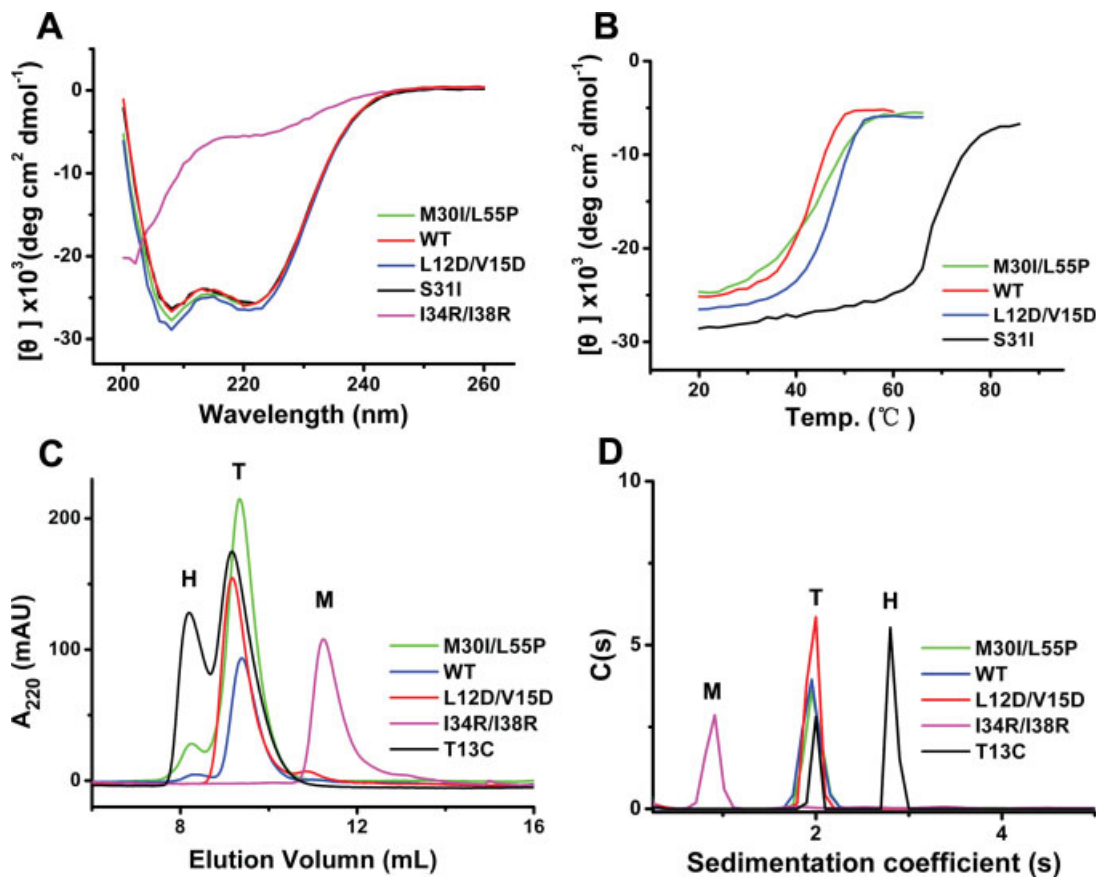 A
[θ] x10³(deg cm² dmol⁻¹)
0
-10
-20
-30
M30I/L55P
WT
L12D/V15D
S31I
I34R/I38R
200
220
240
260
Wavelength (nm)
B
[θ] x10³ (deg cm² dmol⁻¹)
0
-10
-20
-30
M30I/L55P
WT
L12D/V15D
S31I
20
40
60
80
Temp. (℃)
C
A₂₂₀ (mAU)
200
100
0
H
T
M
M30I/L55P
WT
L12D/V15D
I34R/I38R
T13C
8
12
16
Elution Volumn (mL)
D
C(s)
10
5
0
M
T
H
M30I/L55P
WT
L12D/V15D
I34R/I38R
T13C
2
4
Sedimentation coefficient (s)